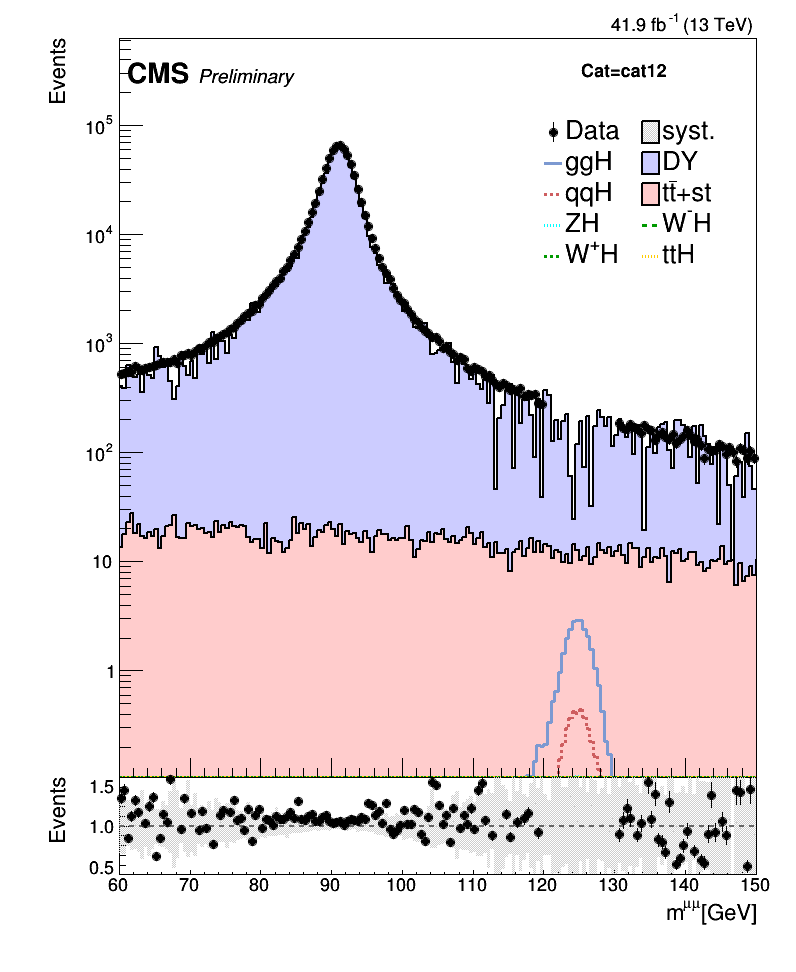 41.9 fb⁻¹ (13 TeV)
Events
CMS Preliminary
Cat=cat12
Data
syst.
ggH
DY
qqH
tt̄+st
ZH
W⁻H
W⁺H
ttH
10⁵
10⁴
10³
10²
10
1
Events
1.5
1.0
0.5
60 70 80 90 100 110 120 130 140 150
m^μμ[GeV]